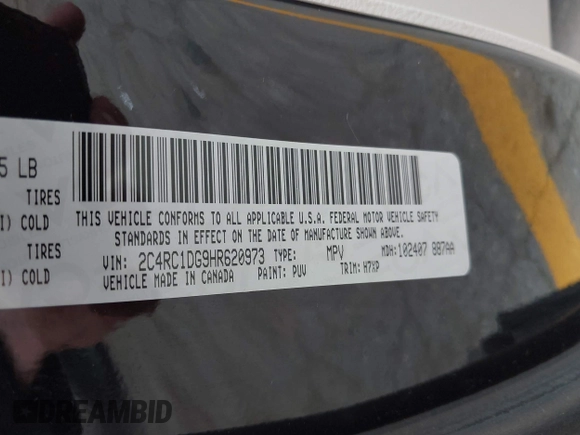 5 LB
TIRES
I) COLD
TIRES
I) COLD
THIS VEHICLE CONFORMS TO ALL APPLICABLE U.S.A. FEDERAL MOTOR VEHICLE SAFETY
STANDARDS IN EFFECT ON THE DATE OF MANUFACTURE SHOWN ABOVE.
VIN: 2C4RC1DG9HR620973 TYPE: MPV MDH: 102407 887AA
VEHICLE MADE IN CANADA PAINT: PUV TRIM: H7XP
DREAMBID